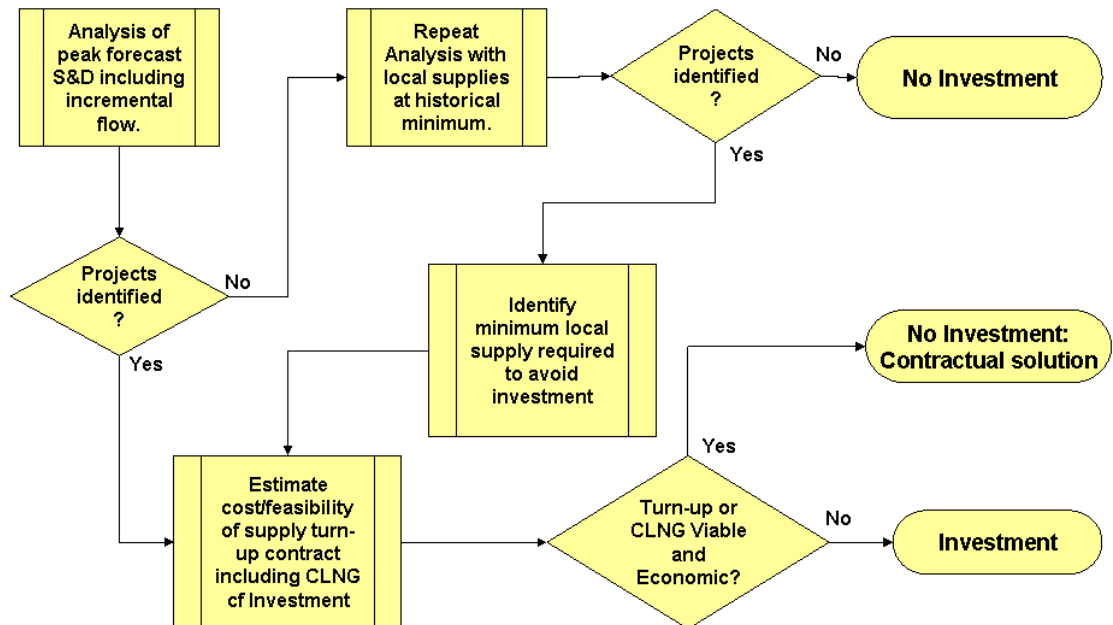 Analysis of
peak forecast
S&D including
incremental
flow.
Repeat
Analysis with
local supplies
at historical
minimum.
Projects
identified
?
No
No Investment
Yes
Projects
identified
?
No
Yes
Identify
minimum local
supply required
to avoid
investment
No Investment:
Contractual solution
Yes
Estimate
cost/feasibility
of supply turn-
up contract
including CLNG
cf Investment
Turn-up or
CLNG Viable
and
Economic?
No
Investment